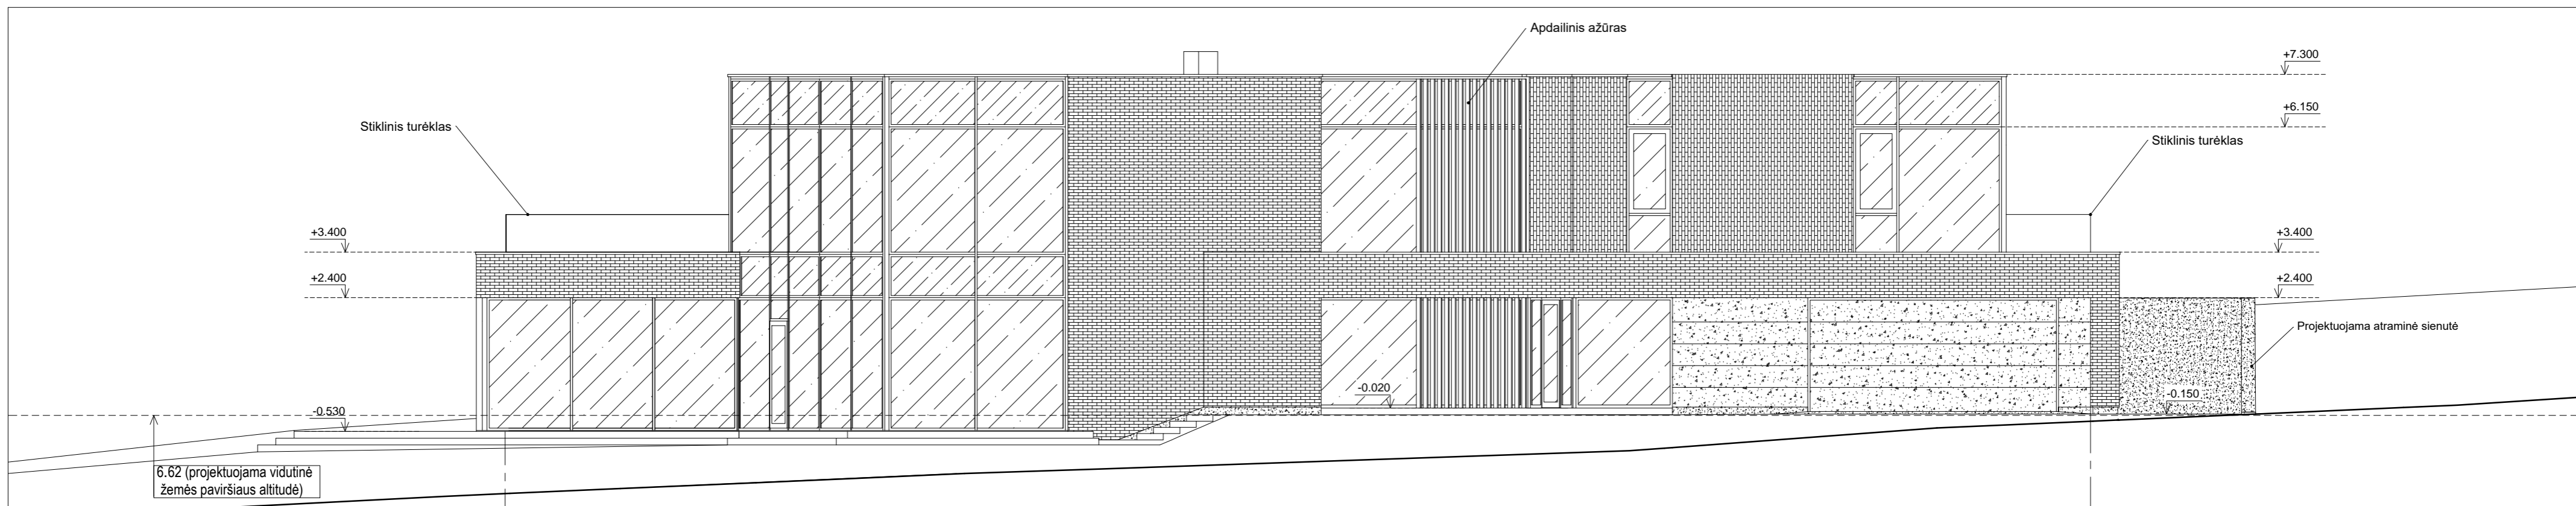 Apdailinis ažūras
+7.300
+6.150
Stiklinis turėklas
Stiklinis turėklas
+3.400
+3.400
+2.400
+2.400
Projektuojama atraminė sienutė
-0.020
-0.150
-0.530
6.62 (projektuojama vidutinė
žemės paviršiaus altitudė)